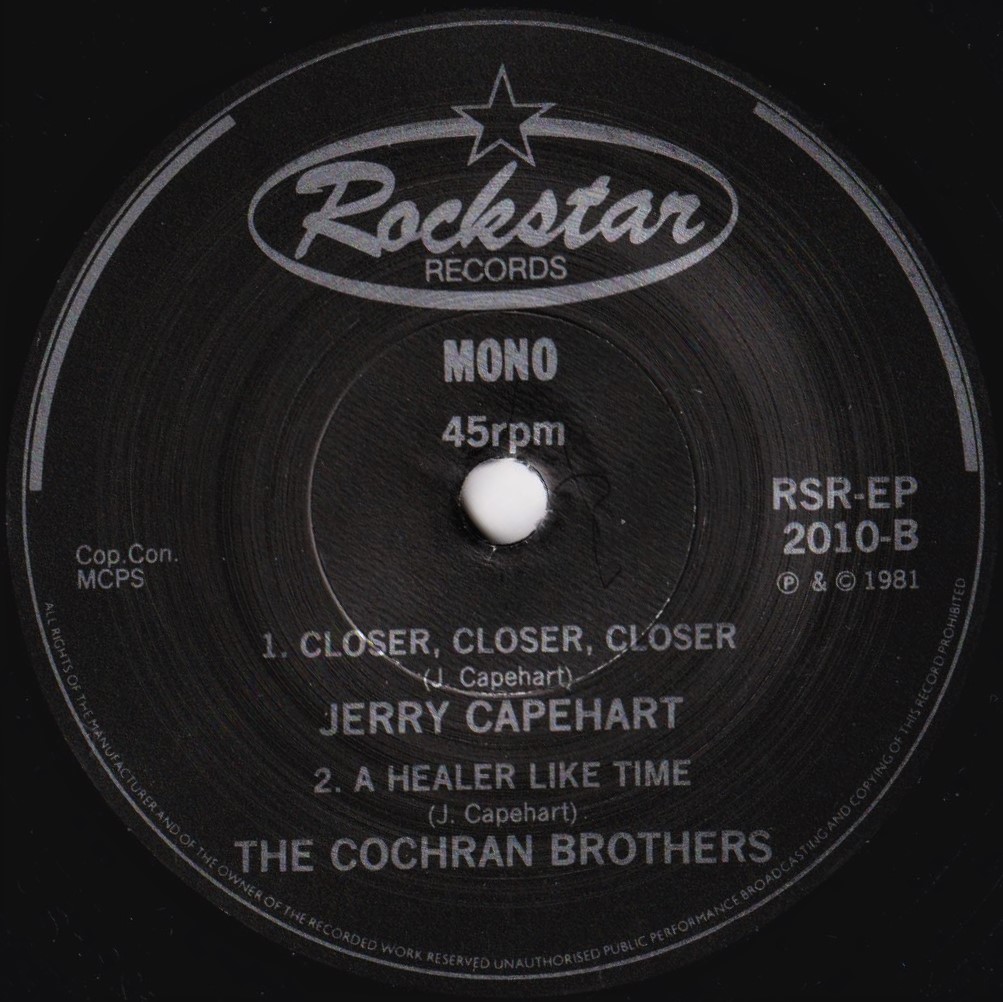 Rockstar
RECORDS
MONO
45rpm
RSR-EP
2010-B
Ⓟ & © 1981
Cop.Con.
MCPS
1. CLOSER, CLOSER, CLOSER
(J. Capehart)
JERRY CAPEHART
2. A HEALER LIKE TIME
(J. Capehart)
THE COCHRAN BROTHERS
ALL RIGHTS OF THE MANUFACTURER AND OF THE OWNER OF THE RECORDED WORK RESERVED UNAUTHORISED PUBLIC PERFORMANCE BROADCASTING AND COPYING OF THIS RECORD PROHIBITED